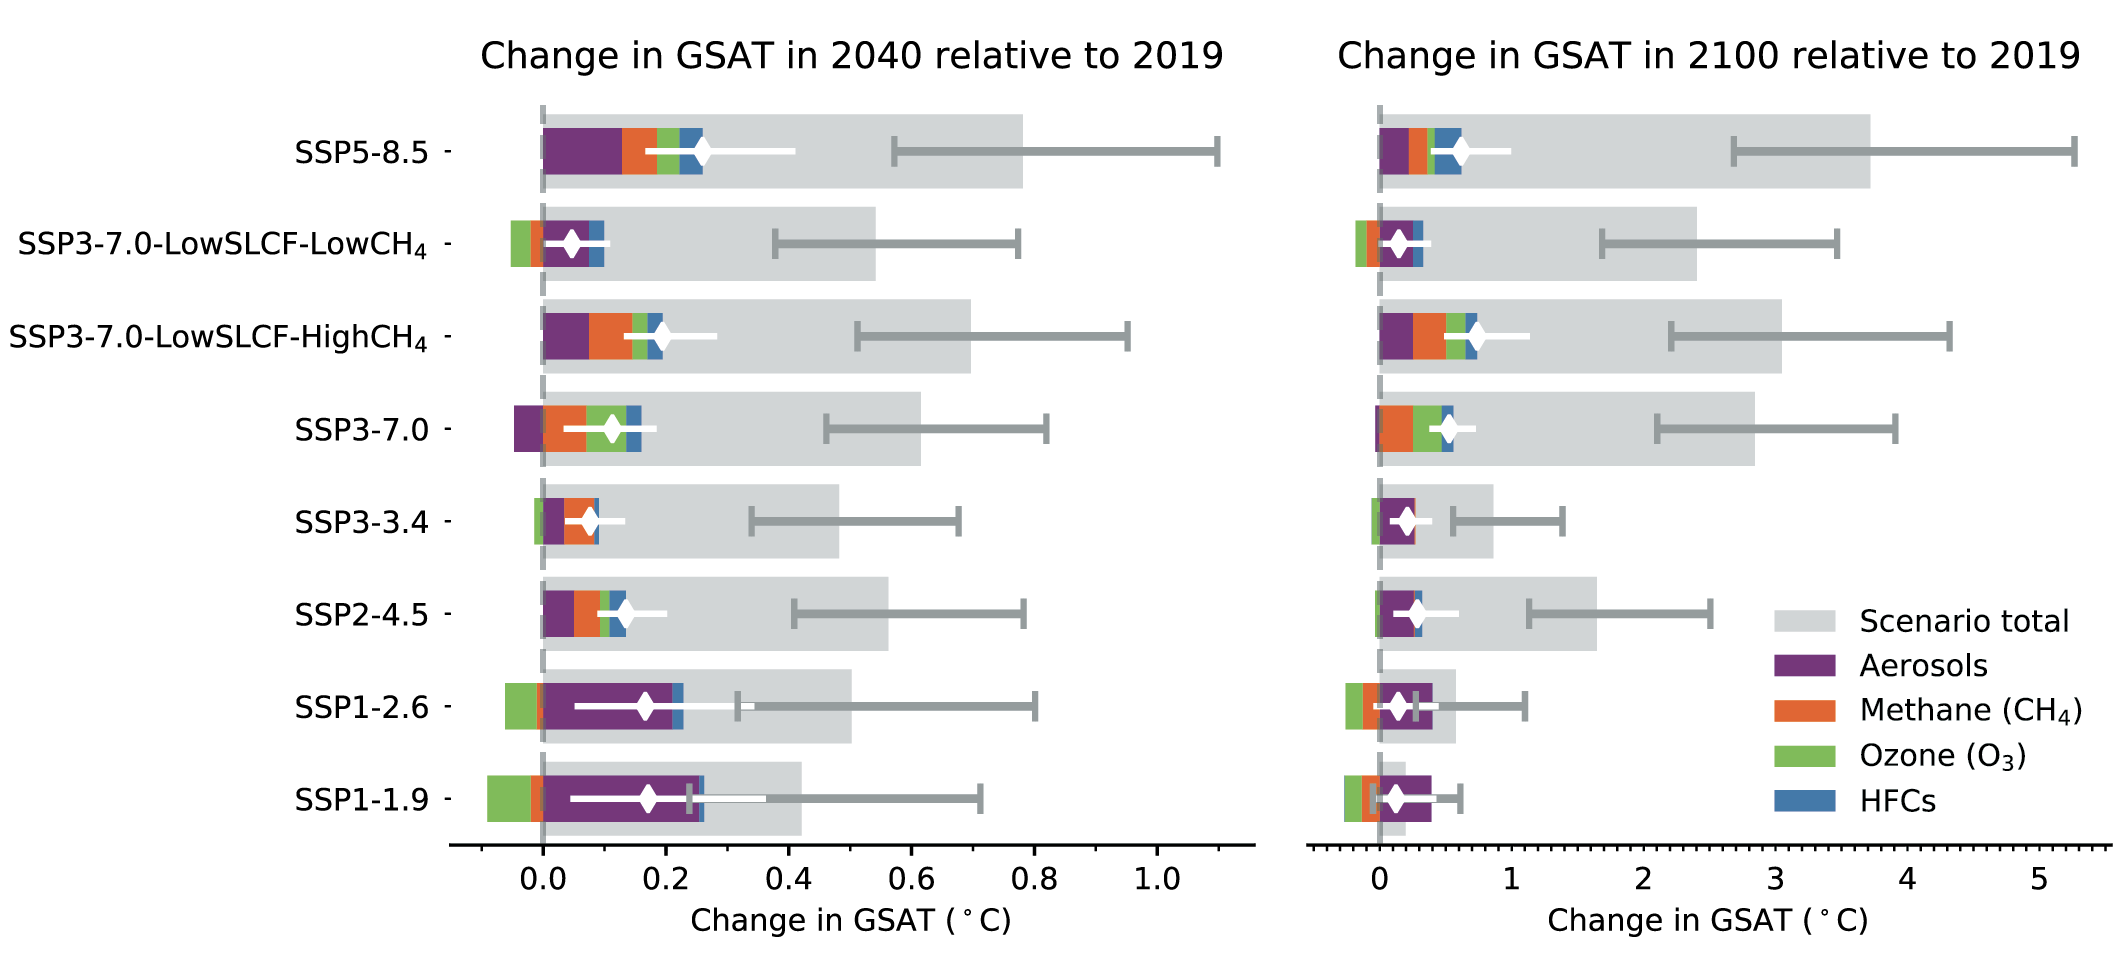 Change in GSAT in 2040 relative to 2019
Change in GSAT in 2100 relative to 2019
SSP5-8.5
SSP3-7.0-LowSLCF-LowCH₄
SSP3-7.0-LowSLCF-HighCH₄
SSP3-7.0
SSP3-3.4
SSP2-4.5
SSP1-2.6
SSP1-1.9
0.0 0.2 0.4 0.6 0.8 1.0
Change in GSAT (°C)
0 1 2 3 4 5
Change in GSAT (°C)
Scenario total
Aerosols
Methane (CH₄)
Ozone (O₃)
HFCs